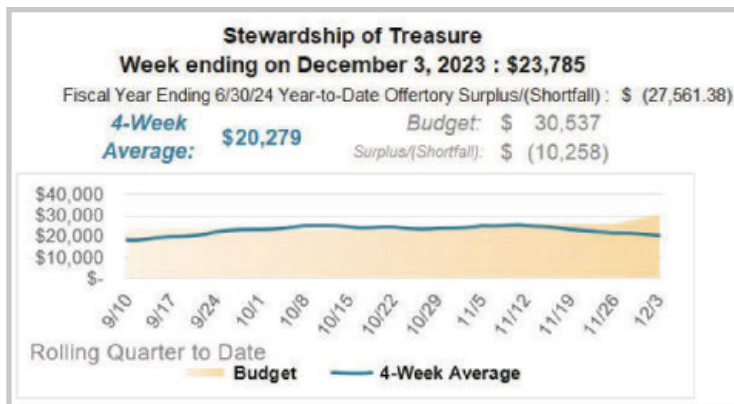 Stewardship of Treasure
Week ending on December 3, 2023 : $23,785
Fiscal Year Ending 6/30/24 Year-to-Date Offertory Surplus/(Shortfall) : $ (27,561.38)
4-Week Average: $20,279
Budget: $ 30,537
Surplus/(Shortfall): $ (10,258)
$40,000
$30,000
$20,000
$10,000
$-
9/10 9/17 9/24 10/1 10/8 10/15 10/22 10/29 11/5 11/12 11/19 11/26 12/3
Rolling Quarter to Date
Budget 4-Week Average